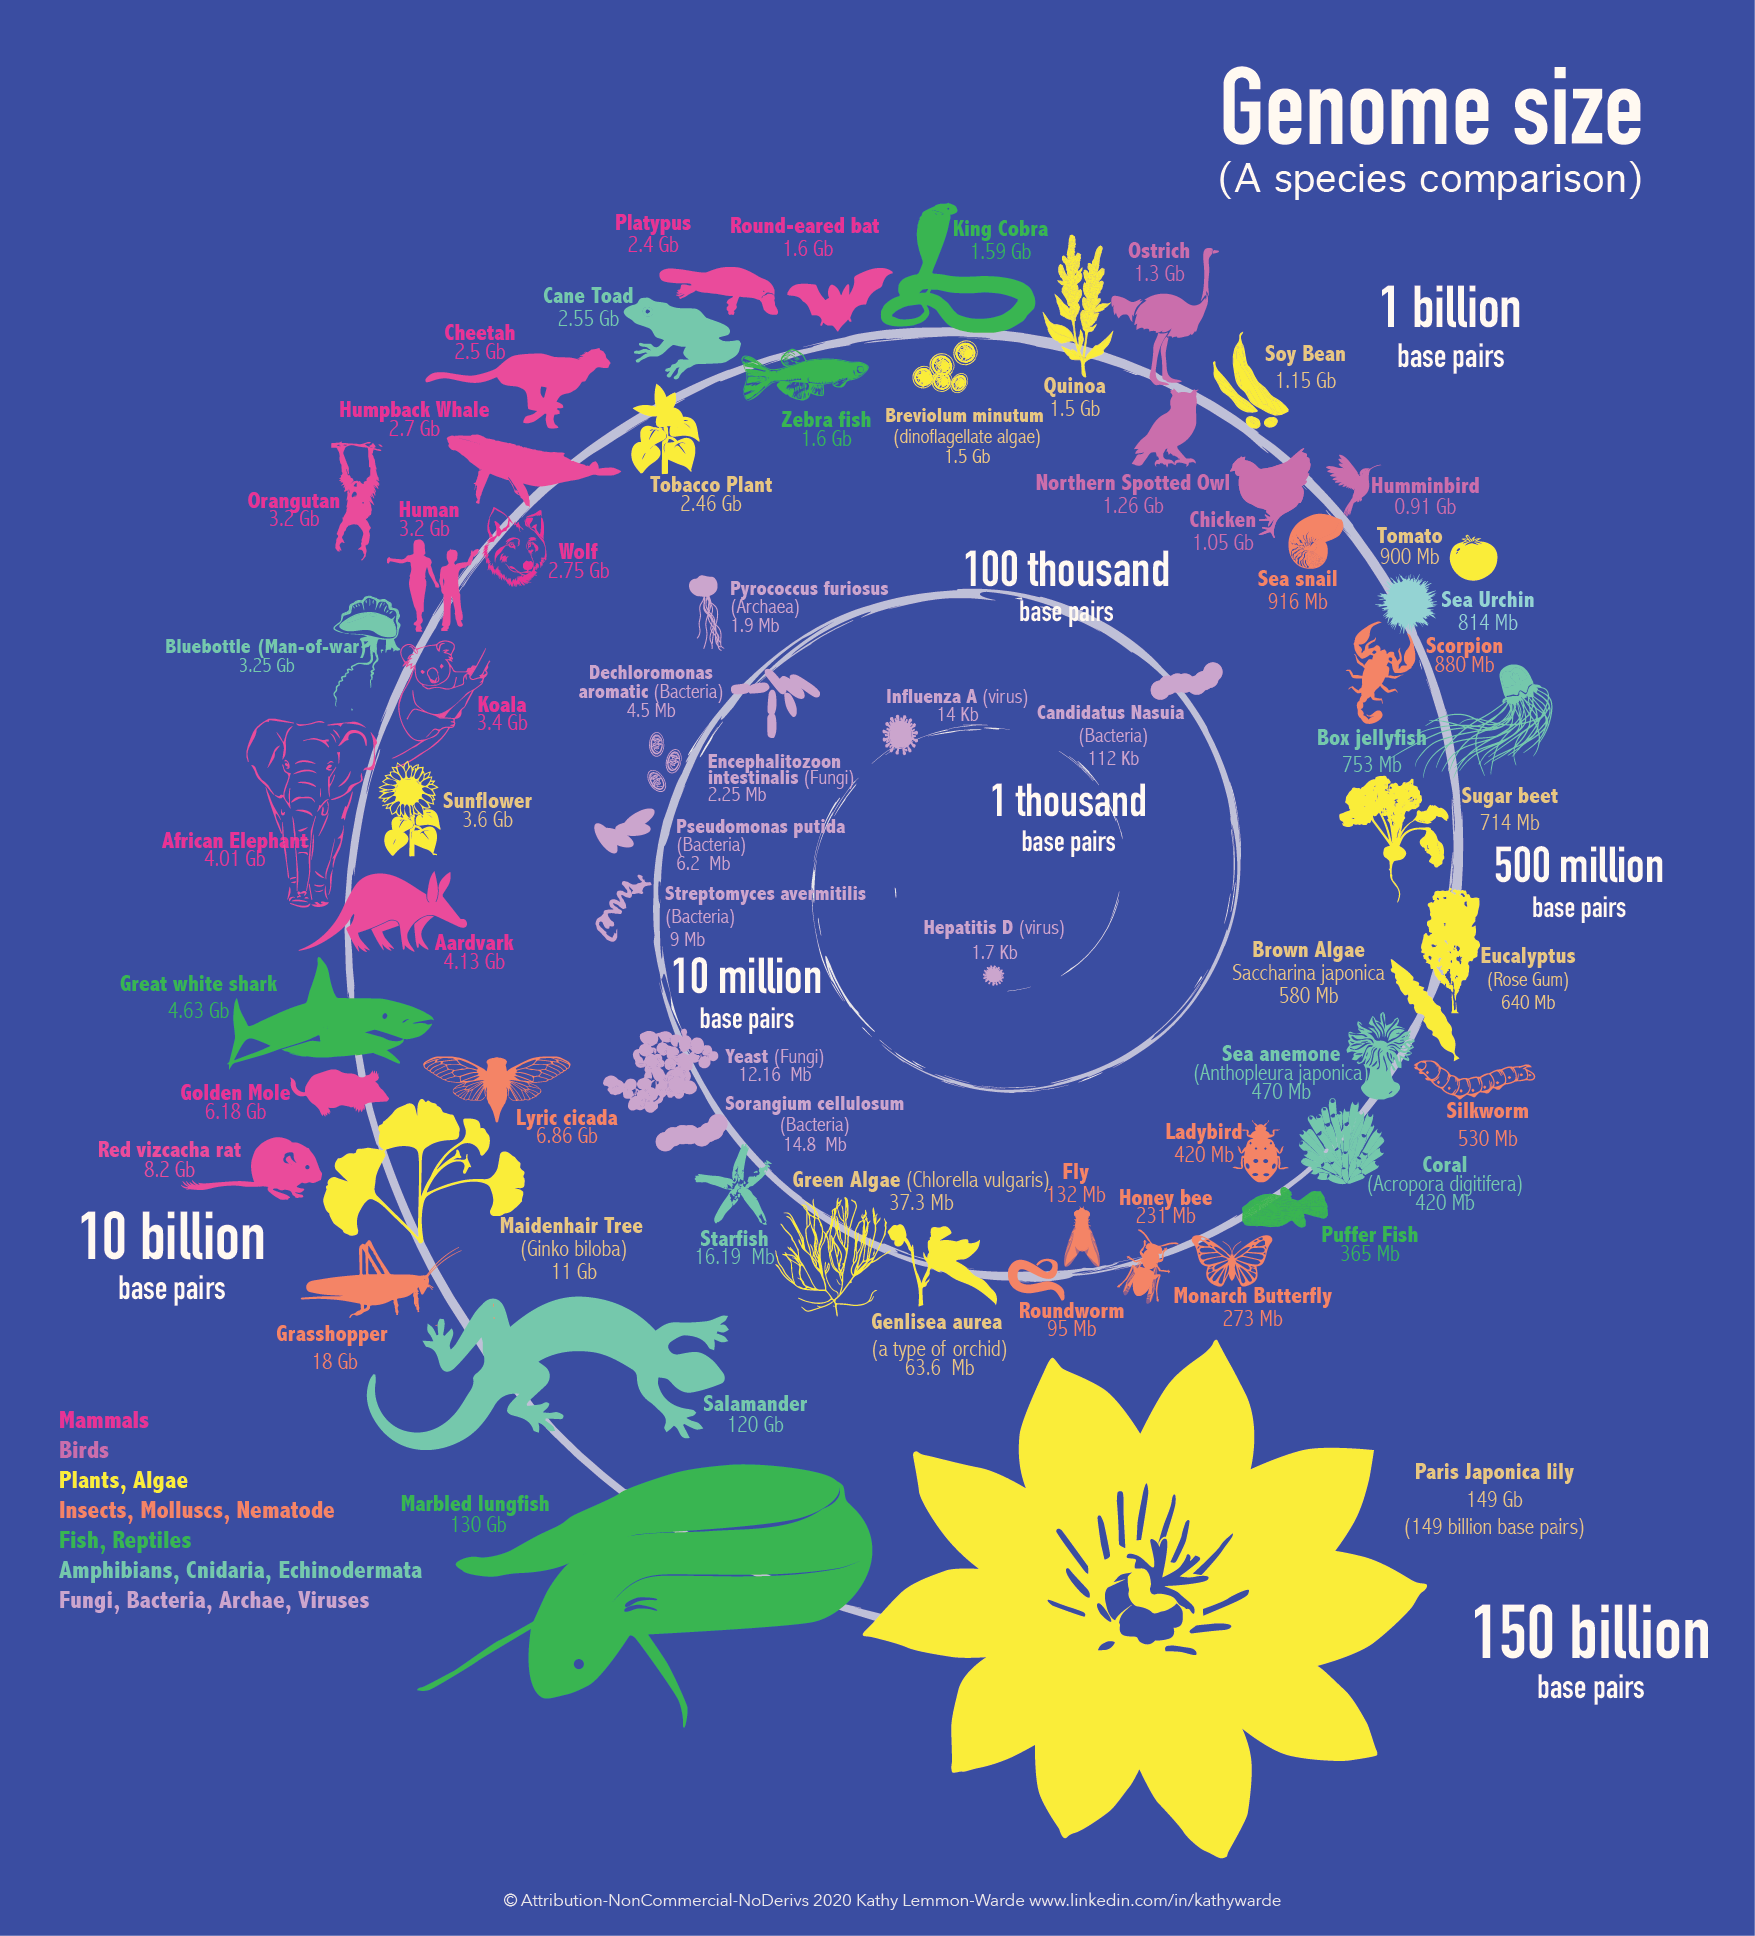 Genome size
(A species comparison)
Platypus
2.4 Gb
Round-eared bat
1.6 Gb
King Cobra
1.59 Gb
Ostrich
1.3 Gb
1 billion
base pairs
Cane Toad
2.55 Gb
Cheetah
2.5 Gb
Soy Bean
1.15 Gb
Humpback Whale
2.7 Gb
Zebra fish
1.6 Gb
Breviolum minutum
(dinoflagellate algae)
1.5 Gb
Quinoa
1.5 Gb
Tobacco Plant
2.46 Gb
Northern Spotted Owl
1.26 Gb
Humminbird
0.91 Gb
Orangutan
3.2 Gb
Human
3.2 Gb
Chicken
1.05 Gb
Tomato
900 Mb
Wolf
2.75 Gb
100 thousand
base pairs
Sea snail
916 Mb
Sea Urchin
814 Mb
Pyrococcus furiosus
(Archaea)
1.9 Mb
Bluebottle (Man-of-war)
3.25 Gb
Scorpion
880 Mb
Dechloromonas
aromatic (Bacteria)
4.5 Mb
Influenza A (virus)
14 Kb
Candidatus Nasuia
(Bacteria)
112 Kb
Koala
3.4 Gb
Box jellyfish
753 Mb
Encephalitozoon
intestinalis (Fungi)
2.25 Mb
1 thousand
base pairs
Sunflower
3.6 Gb
Sugar beet
714 Mb
African Elephant
4.01 Gb
Pseudomonas putida
(Bacteria)
6.2 Mb
500 million
base pairs
Streptomyces avermitilis
(Bacteria)
9 Mb
Hepatitis D (virus)
1.7 Kb
Aardvark
4.13 Gb
Brown Algae
Saccharina japonica
580 Mb
Eucalyptus
(Rose Gum)
640 Mb
10 million
base pairs
Great white shark
4.63 Gb
Yeast (Fungi)
12.16 Mb
Sea anemone
(Anthopleura japonica)
470 Mb
Golden Mole
6.18 Gb
Lyric cicada
6.86 Gb
Sorangium cellulosum
(Bacteria)
14.8 Mb
Silkworm
530 Mb
Red vizcacha rat
8.2 Gb
Ladybird
420 Mb
Coral
(Acropora digitifera)
420 Mb
Green Algae (Chlorella vulgaris)
37.3 Mb
Fly
132 Mb
Honey bee
231 Mb
10 billion
base pairs
Maidenhair Tree
(Ginko biloba)
11 Gb
Starfish
16.19 Mb
Puffer Fish
365 Mb
Grasshopper
18 Gb
Genlisea aurea
(a type of orchid)
63.6 Mb
Roundworm
95 Mb
Monarch Butterfly
273 Mb
Salamander
120 Gb
Mammals
Birds
Plants, Algae
Insects, Molluscs, Nematode
Fish, Reptiles
Amphibians, Cnidaria, Echinodermata
Fungi, Bacteria, Archae, Viruses
Marbled lungfish
130 Gb
Paris Japonica lily
149 Gb
(149 billion base pairs)
150 billion
base pairs
© Attribution-NonCommercial-NoDerivs 2020 Kathy Lemmon-Warde www.linkedin.com/in/kathywarde